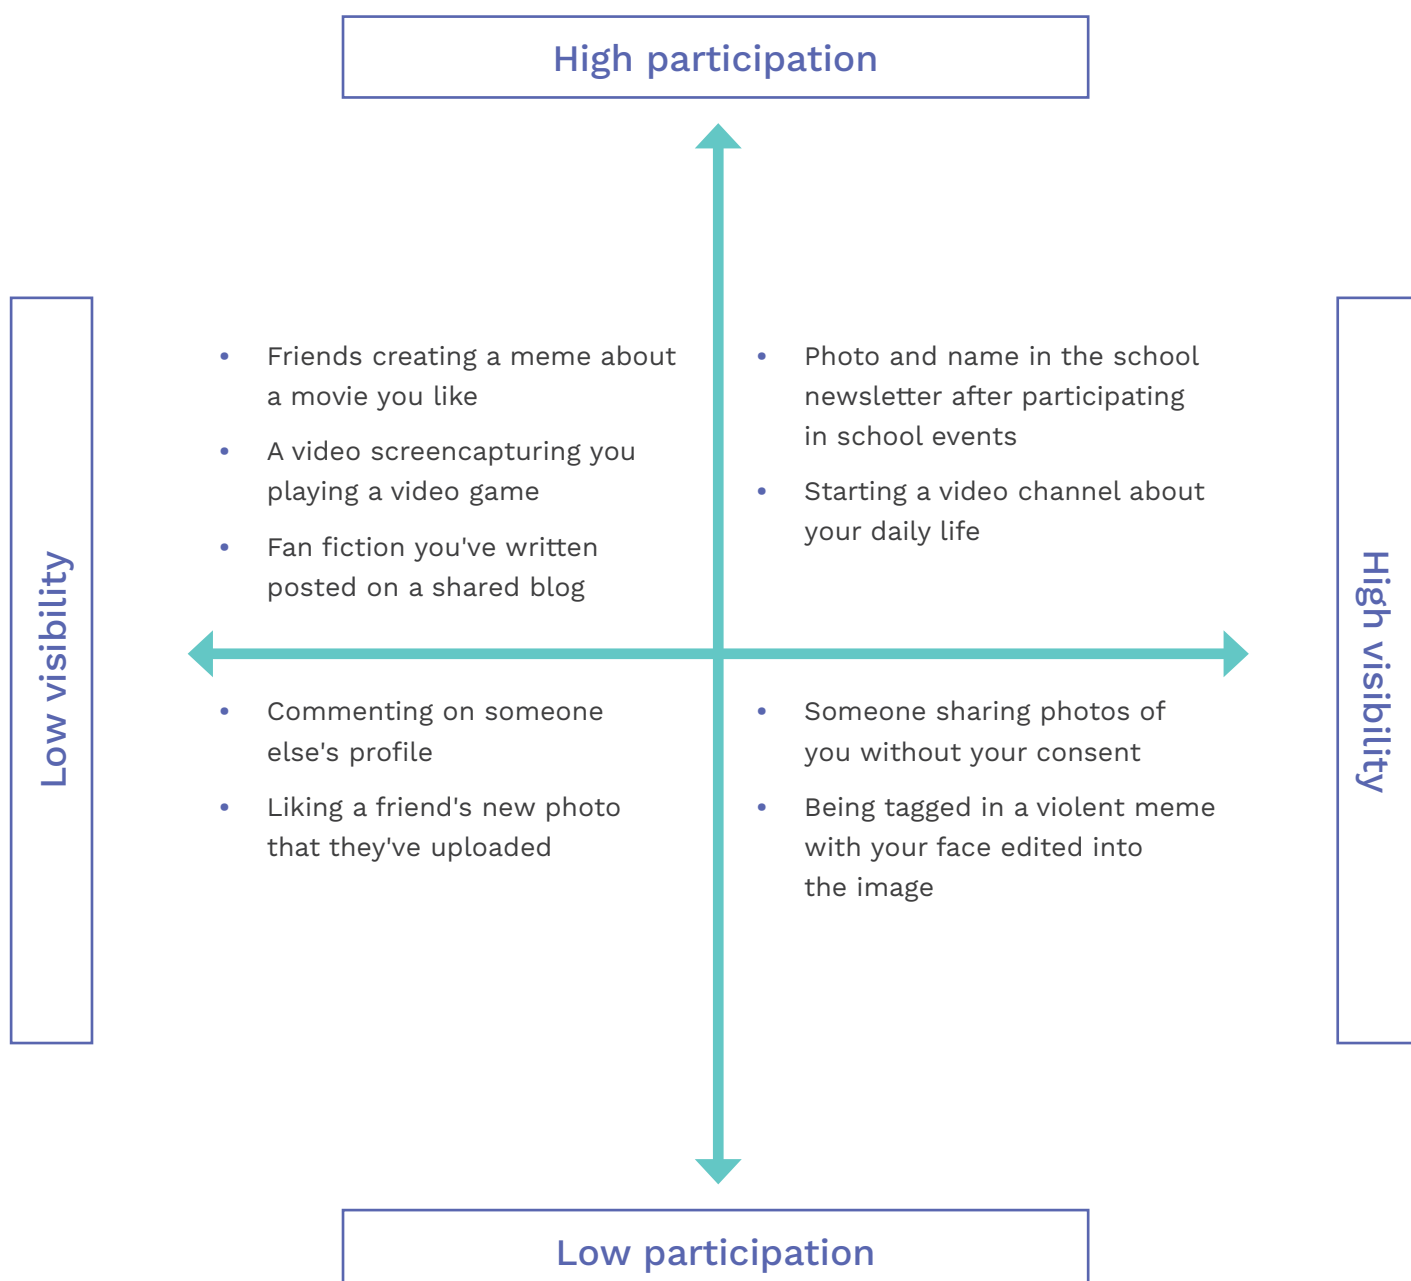 High participation
Low visibility
• Friends creating a meme about
a movie you like
• A video screencapturing you
playing a video game
• Fan fiction you've written
posted on a shared blog
• Photo and name in the school
newsletter after participating
in school events
• Starting a video channel about
your daily life
• Commenting on someone
else's profile
• Liking a friend's new photo
that they've uploaded
• Someone sharing photos of
you without your consent
• Being tagged in a violent meme
with your face edited into
the image
High visibility
Low participation